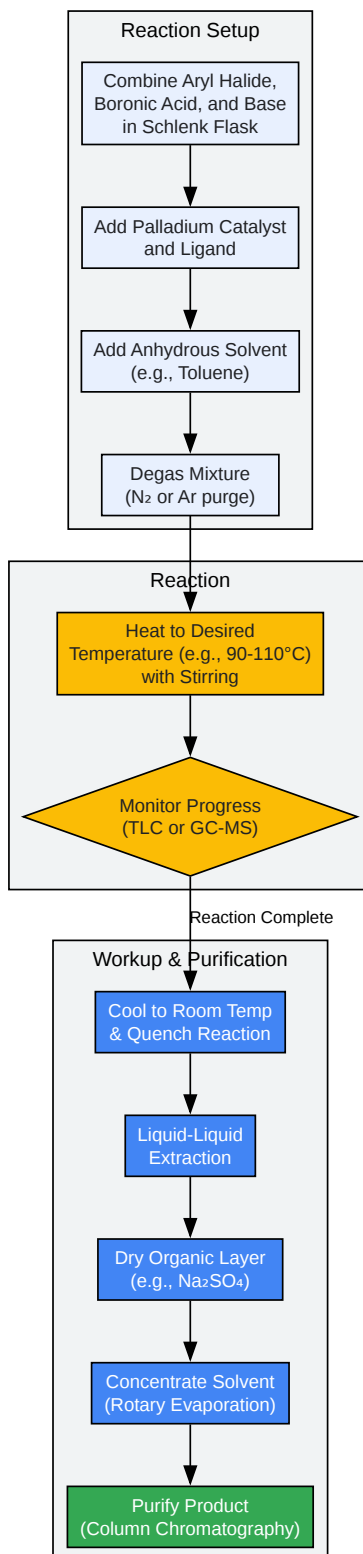 Reaction Setup
Combine Aryl Halide,
Boronic Acid, and Base
in Schlenk Flask
Add Palladium Catalyst
and Ligand
Add Anhydrous Solvent
(e.g., Toluene)
Degas Mixture
(N₂ or Ar purge)
Reaction
Heat to Desired
Temperature (e.g., 90-110°C)
with Stirring
Monitor Progress
(TLC or GC-MS)
Reaction Complete
Workup & Purification
Cool to Room Temp
& Quench Reaction
Liquid-Liquid
Extraction
Dry Organic Layer
(e.g., Na₂SO₄)
Concentrate Solvent
(Rotary Evaporation)
Purify Product
(Column Chromatography)